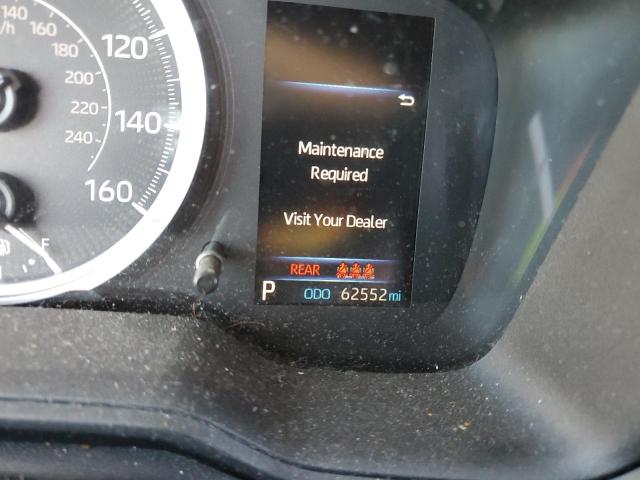 140
/h
160
180
200
220
240
120
140
160
F
Maintenance
Required
Visit Your Dealer
REAR
P ODO 62552 mi